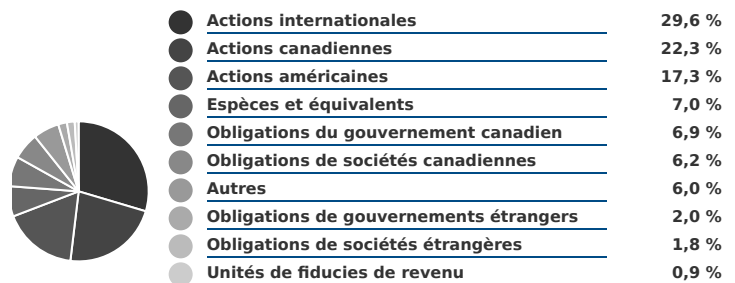 Actions internationales 29,6 %
Actions canadiennes 22,3 %
Actions américaines 17,3 %
Espèces et équivalents 7,0 %
Obligations du gouvernement canadien 6,9 %
Obligations de sociétés canadiennes 6,2 %
Autres 6,0 %
Obligations de gouvernements étrangers 2,0 %
Obligations de sociétés étrangères 1,8 %
Unités de fiducies de revenu 0,9 %